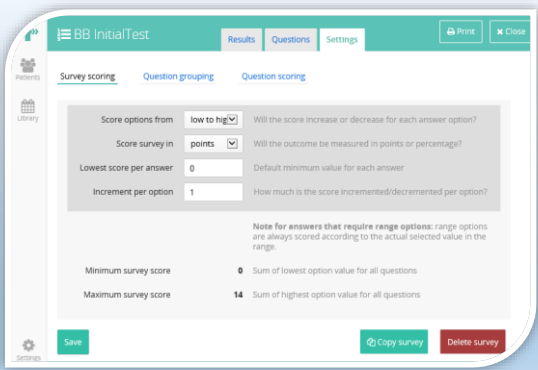 BB InitialTest
Results
Questions
Settings
Print
Close
Patients
Library
Survey scoring
Question grouping
Question scoring
Score options from low to hig Will the score increase or decrease for each answer option?
Score survey in points Will the outcome be measured in points or percentage?
Lowest score per answer 0 Default minimum value for each answer
Increment per option 1 How much is the score incremented/decremented per option?
Note for answers that require range options: range options
are always scored according to the actual selected value in the
range.
Minimum survey score 0 Sum of lowest option value for all questions
Maximum survey score 14 Sum of highest option value for all questions
Settings
Save
Copy survey
Delete survey